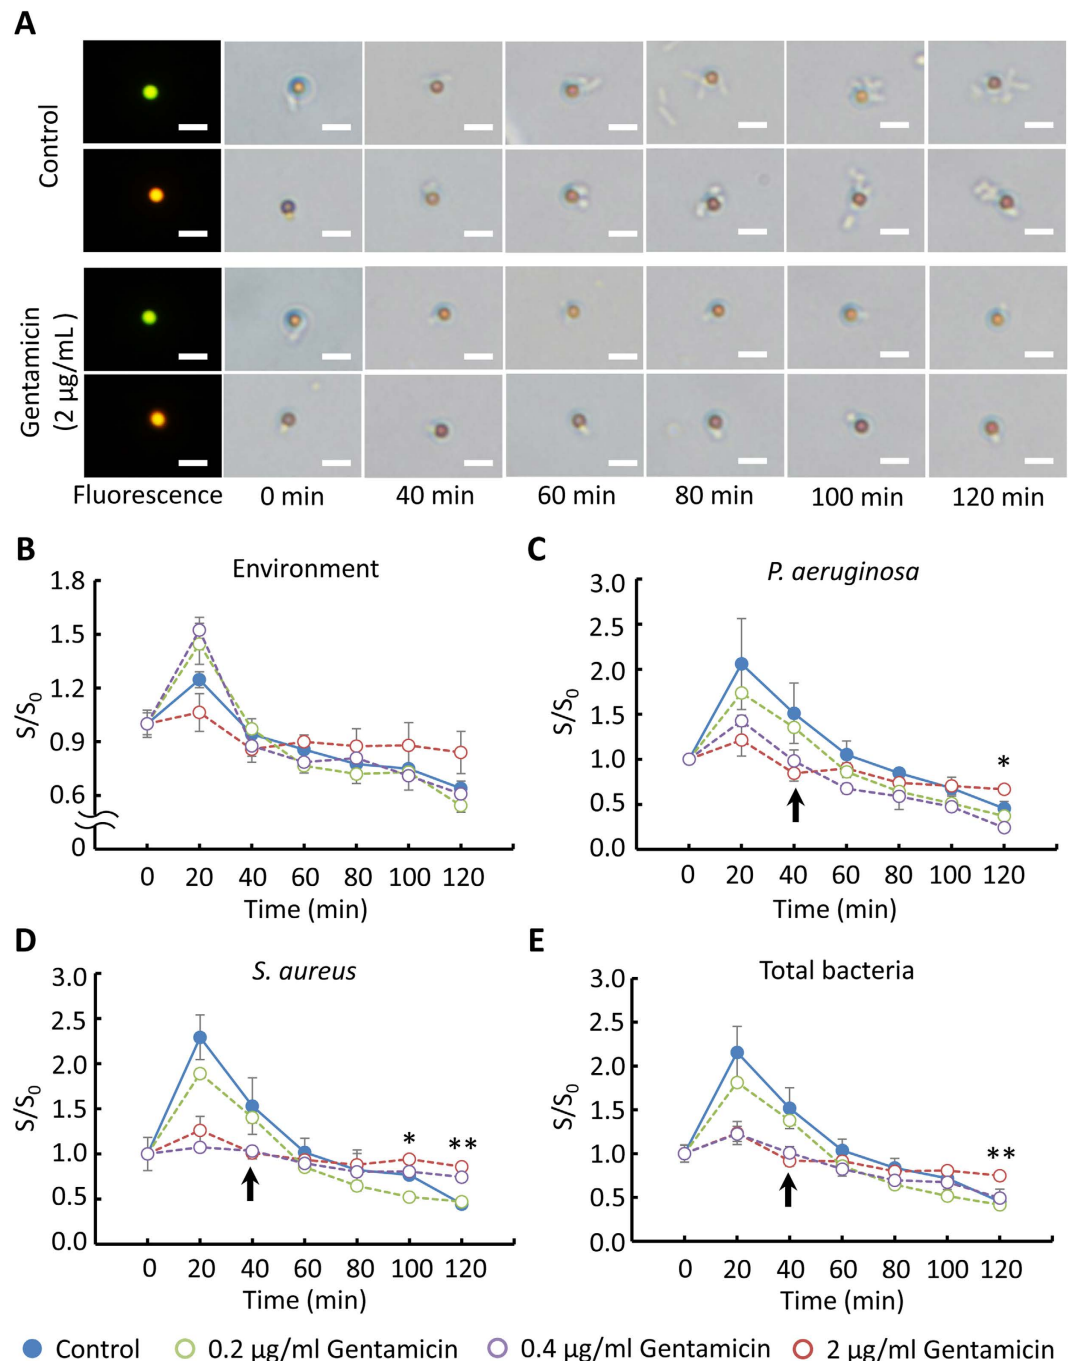 A
Control
Gentamicin
(2 µg/mL)
Fluorescence 0 min 40 min 60 min 80 min 100 min 120 min
B
Environment
1.8
1.5
1.2
0.9
0.6
0
S/S0
0 20 40 60 80 100 120
Time (min)
C
P. aeruginosa
3.0
2.5
2.0
1.5
1.0
0.5
0.0
S/S0
*
0 20 40 60 80 100 120
Time (min)
D
S. aureus
3.0
2.5
2.0
1.5
1.0
0.5
0.0
S/S0
* **
0 20 40 60 80 100 120
Time (min)
E
Total bacteria
3.0
2.5
2.0
1.5
1.0
0.5
0.0
S/S0
**
0 20 40 60 80 100 120
Time (min)
Control 0.2 µg/ml Gentamicin 0.4 µg/ml Gentamicin 2 µg/ml Gentamicin